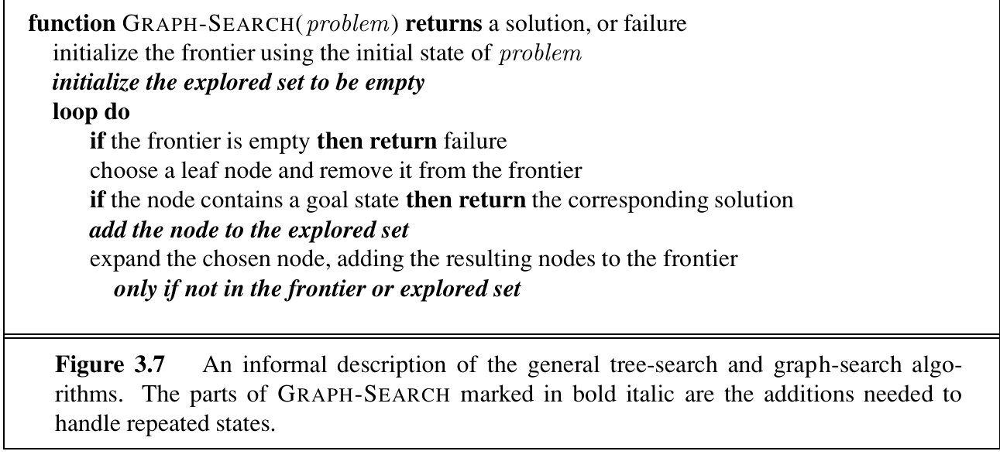 function GRAPH-SEARCH(problem) returns a solution, or failure
initialize the frontier using the initial state of problem
initialize the explored set to be empty
loop do
if the frontier is empty then return failure
choose a leaf node and remove it from the frontier
if the node contains a goal state then return the corresponding solution
add the node to the explored set
expand the chosen node, adding the resulting nodes to the frontier
only if not in the frontier or explored set
Figure 3.7 An informal description of the general tree-search and graph-search algo-
rithms. The parts of GRAPH-SEARCH marked in bold italic are the additions needed to
handle repeated states.